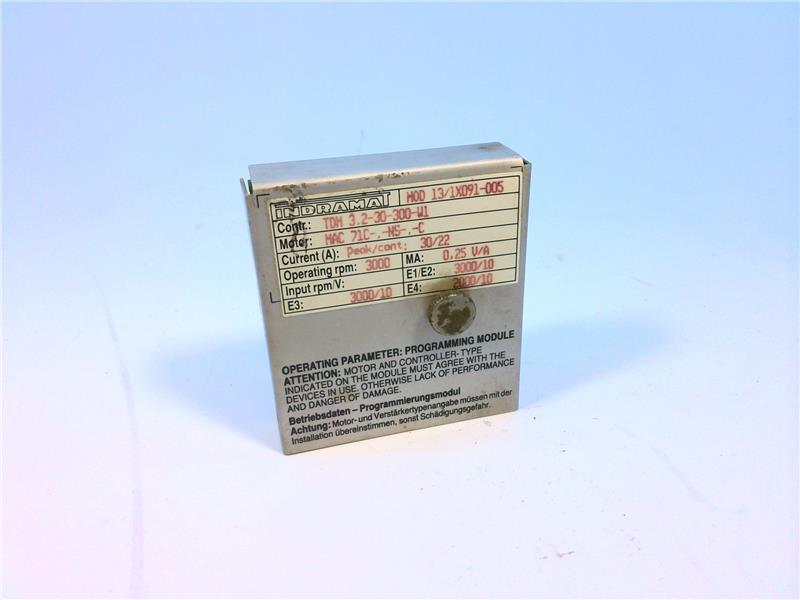 INDRAMAT MOD 13/1X091-005
Contr.: TDM 3.2-30-300-W1
Motor: MAC 71C-.-NS-.-C
Current (A): Peak/cont; 30/22
Operating rpm: 3000 MA: 0.25 V/A
Input rpm/V: E1/E2: 3000/10
E3: 3000/10 E4: 2000/10
OPERATING PARAMETER: PROGRAMMING MODULE
ATTENTION: MOTOR AND CONTROLLER-TYPE
INDICATED ON THE MODULE MUST AGREE WITH THE
DEVICES IN USE. OTHERWISE LACK OF PERFORMANCE
AND DANGER OF DAMAGE.
Betriebsdaten – Programmierungsmodul
Achtung: Motor- und Verstärkertypenangabe müssen mit der
Installation übereinstimmen, sonst Schädigungsgefahr.